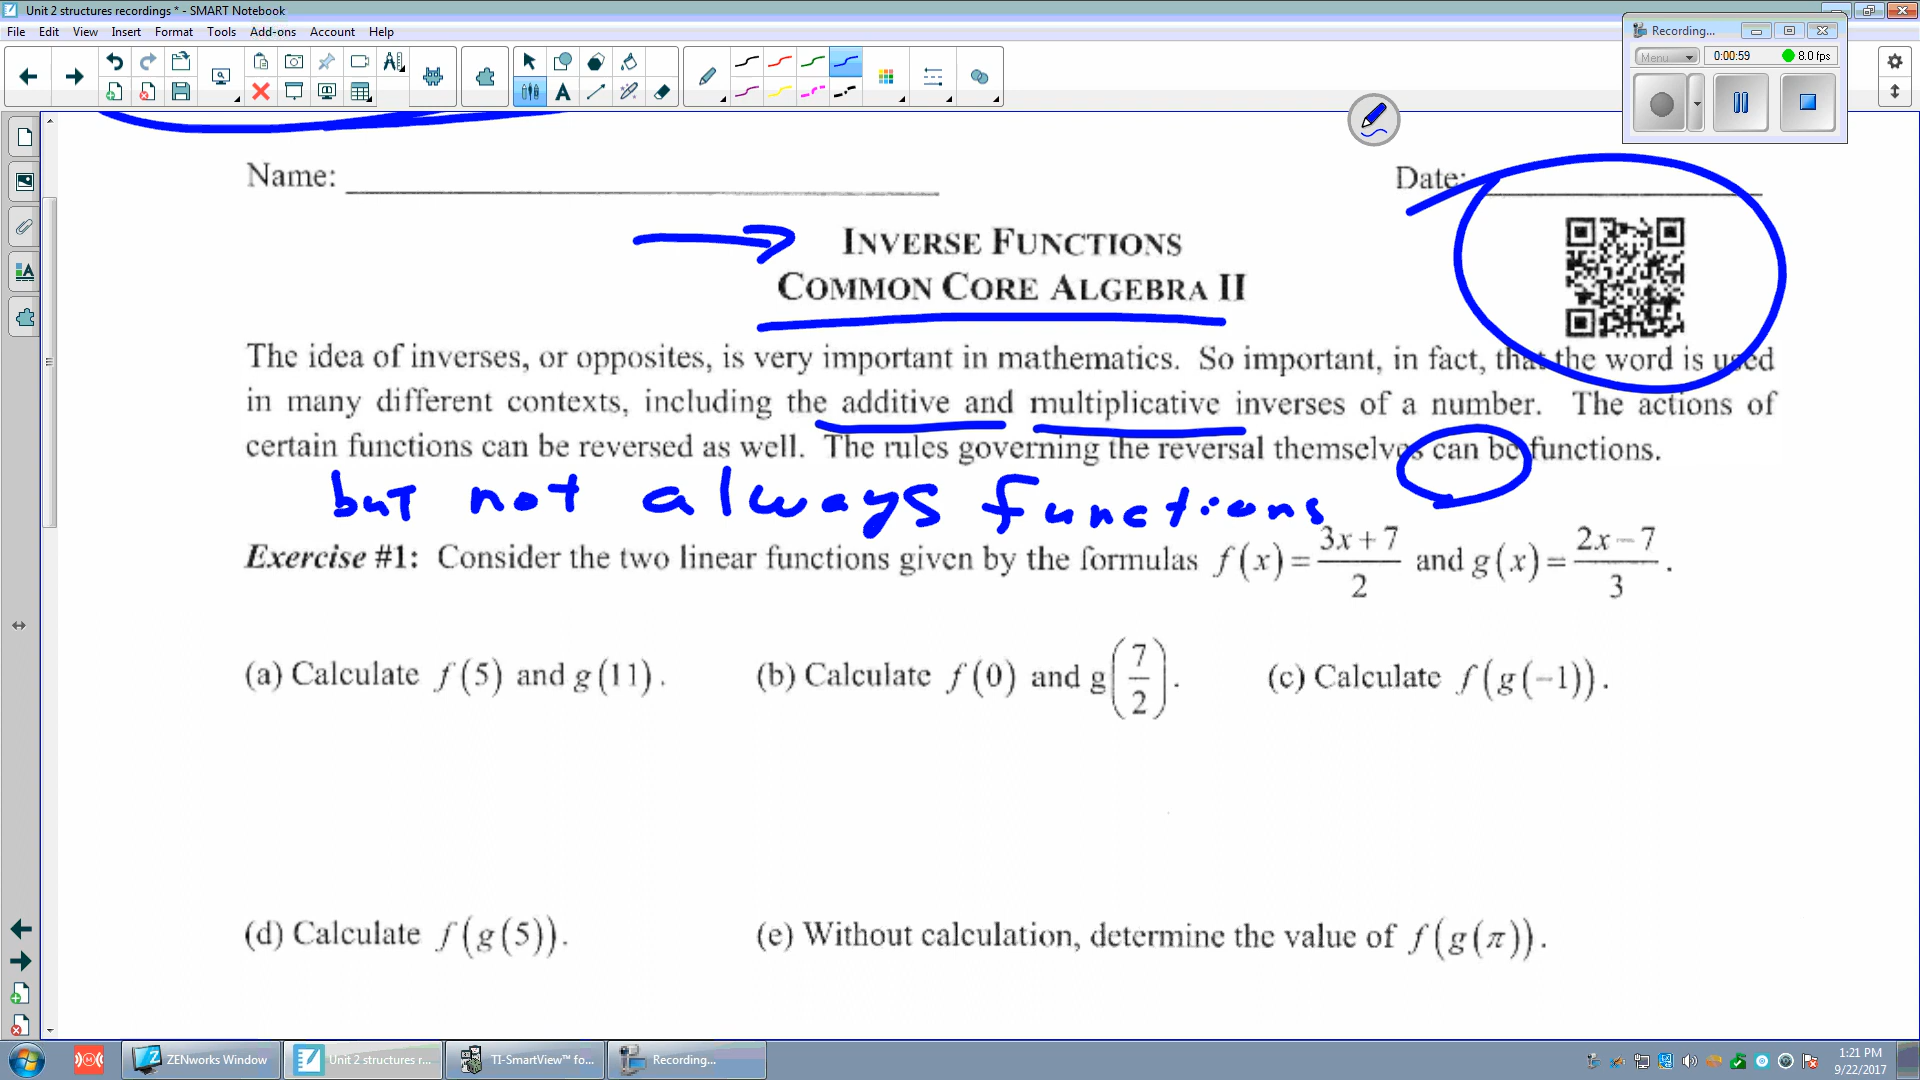 Unit 2 structures recordings * - SMART Notebook
File Edit View Insert Format Tools Add-ons Account Help
Recording...
Menu 0:00:59 8.0 fps
Name: Date:
INVERSE FUNCTIONS
COMMON CORE ALGEBRA II
The idea of inverses, or opposites, is very important in mathematics. So important, in fact, that the word is used
in many different contexts, including the additive and multiplicative inverses of a number. The actions of
certain functions can be reversed as well. The rules governing the reversal themselves can be functions.
but not always functions
Exercise #1: Consider the two linear functions given by the formulas f(x)=(3x+7)/2 and g(x)=(2x−7)/3.
(a) Calculate f(5) and g(11). (b) Calculate f(0) and g(7/2). (c) Calculate f(g(−1)).
(d) Calculate f(g(5)). (e) Without calculation, determine the value of f(g(π)).
ZENworks Window Unit 2 structures r... TI-SmartView™ fo... Recording... 1:21 PM
9/22/2017